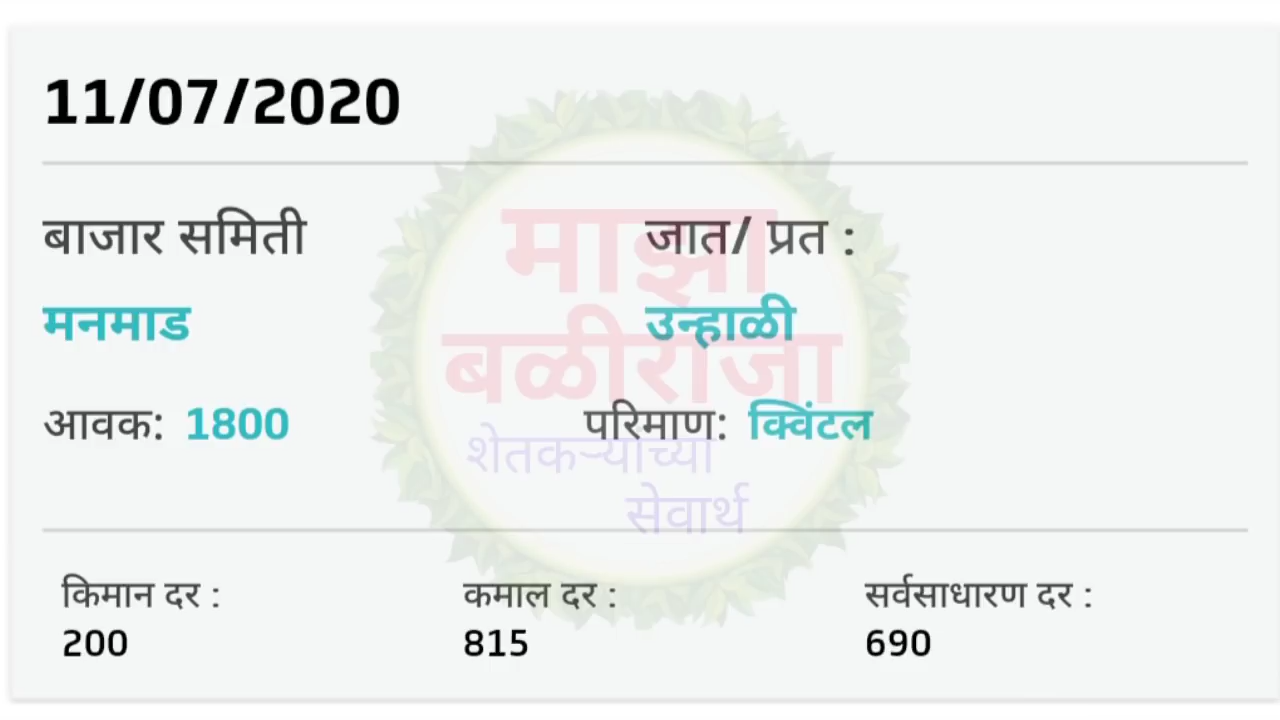 11/07/2020
बाजार समिती जात/ प्रत :
मनमाड उन्हाळी
आवक: 1800 परिमाण: क्विंटल
किमान दर : कमाल दर : सर्वसाधारण दर :
200 815 690
माझा
बळीराजा
शेतकऱ्यांच्या
सेवार्थ